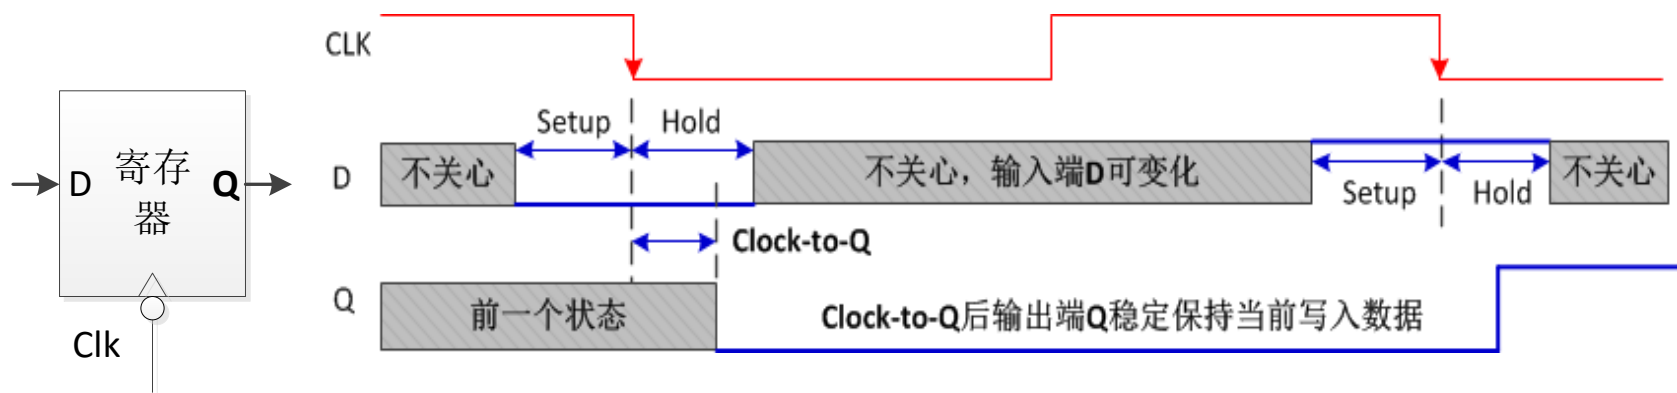 D
寄存
器
Q
Clk
CLK
Setup
Hold
D
不关心
不关心，输入端D可变化
Setup
Hold
不关心
Clock-to-Q
Q
前一个状态
Clock-to-Q后输出端Q稳定保持当前写入数据